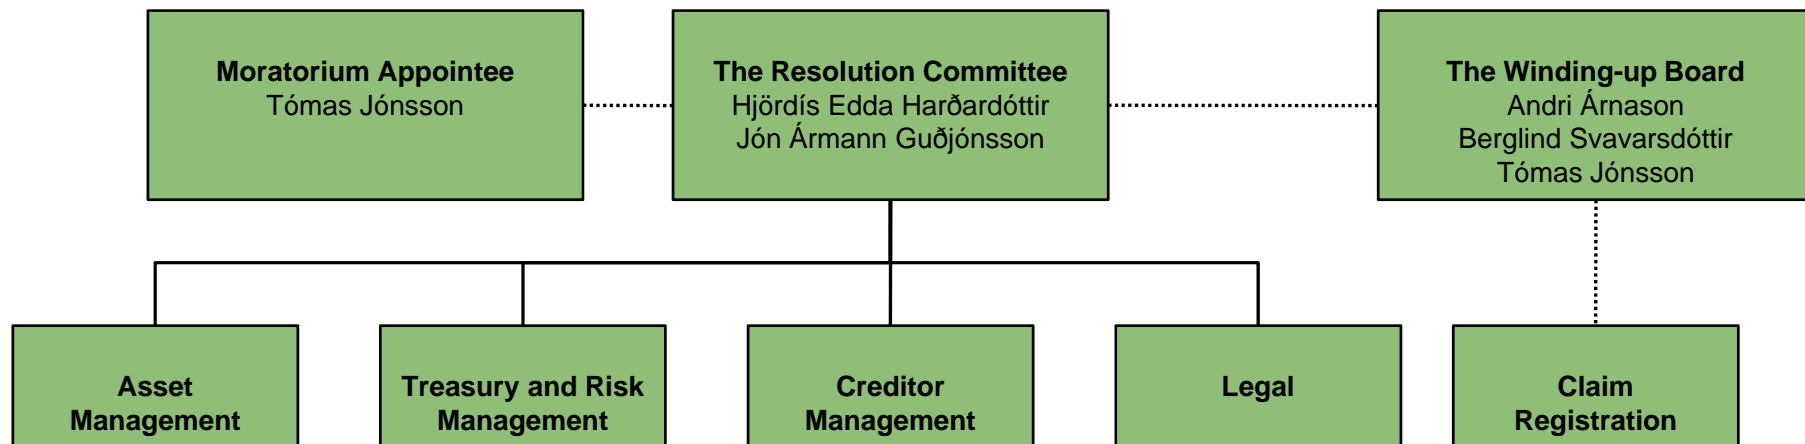 Moratorium Appointee
Tómas Jónsson
The Resolution Committee
Hjördís Edda Harðardóttir
Jón Ármann Guðjónsson
The Winding-up Board
Andri Árnason
Berglind Svavarsdóttir
Tómas Jónsson
Asset
Management
Treasury and Risk
Management
Creditor
Management
Legal
Claim
Registration